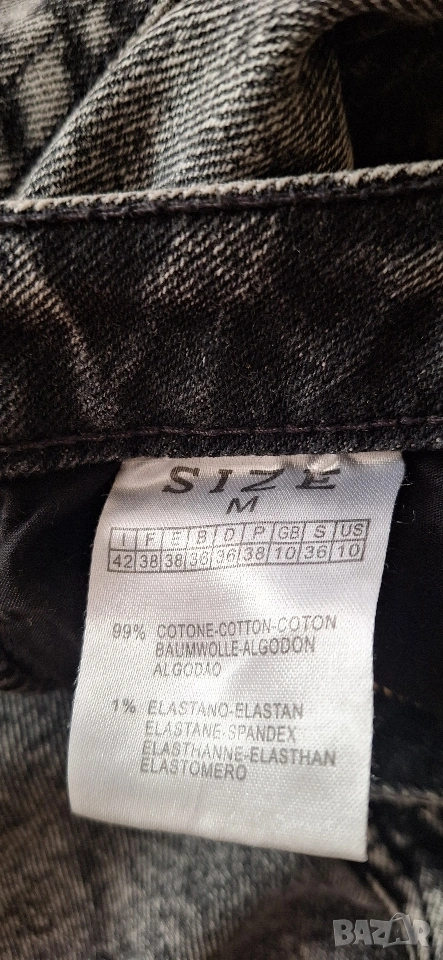 SIZE
M
I F E B D P GB S US
42 38 38 36 36 38 10 36 10
99% COTONE-COTTON-COTON
BAUMWOLLE-ALGODON
ALGODAO
1% ELASTANO-ELASTAN
ELASTANE-SPANDEX
ELASTHANNE-ELASTHAN
ELASTOMERO
BAZAR